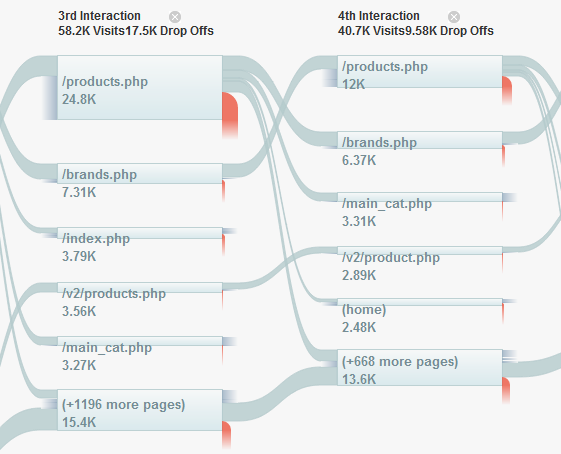 3rd Interaction
58.2K Visits17.5K Drop Offs
/products.php
24.8K
/brands.php
7.31K
/index.php
3.79K
/v2/products.php
3.56K
/main_cat.php
3.27K
(+1196 more pages)
15.4K
4th Interaction
40.7K Visits9.58K Drop Offs
/products.php
12K
/brands.php
6.37K
/main_cat.php
3.31K
/v2/product.php
2.89K
(home)
2.48K
(+668 more pages)
13.6K